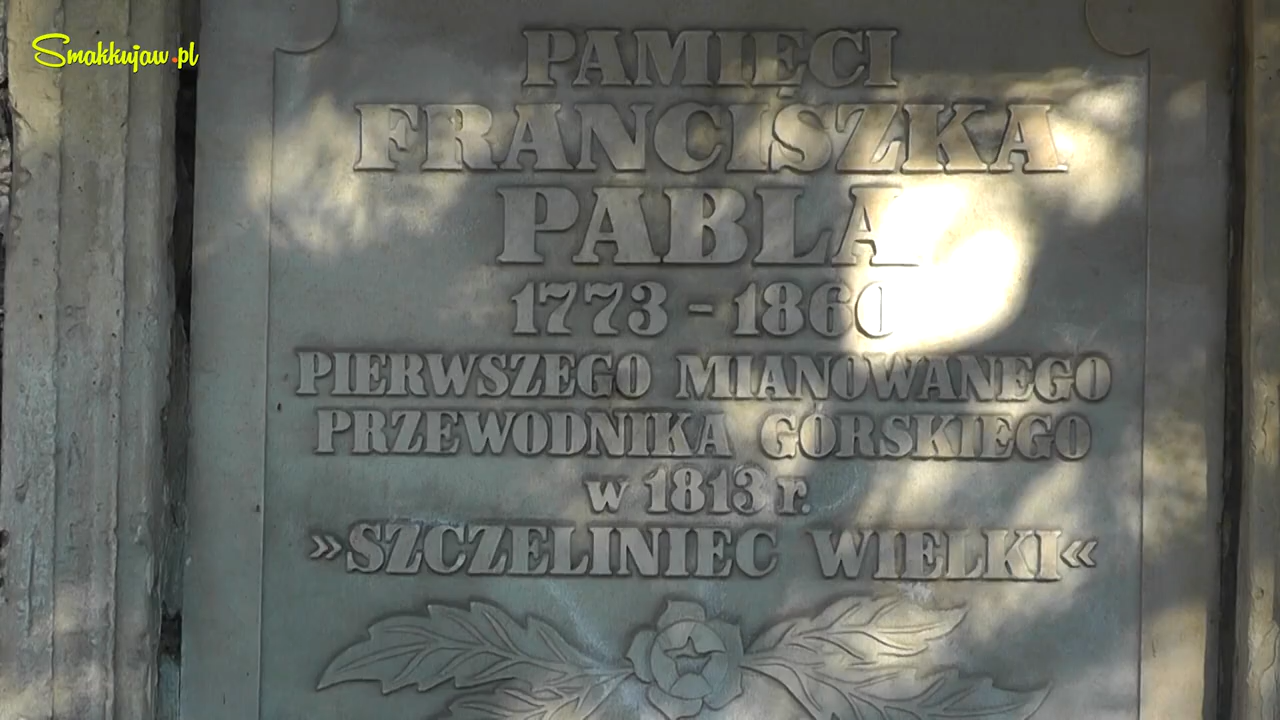 Smakkujaw.pl
PAMIĘCI
FRANCISZKA
PABLA
1773 - 1860
PIERWSZEGO MIANOWANEGO
PRZEWODNIKA GÓRSKIEGO
w 1813 r.
»SZCZELINIEC WIELKI«